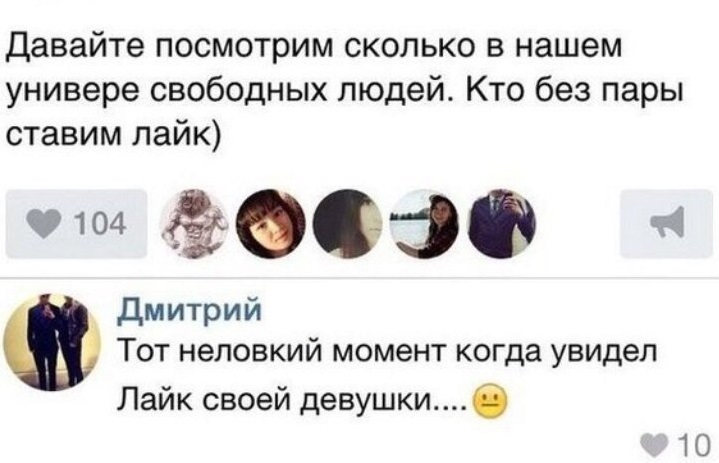 Давайте посмотрим сколько в нашем
универе свободных людей. Кто без пары
ставим лайк)
104
Дмитрий
Тот неловкий момент когда увидел
Лайк своей девушки....😐
10